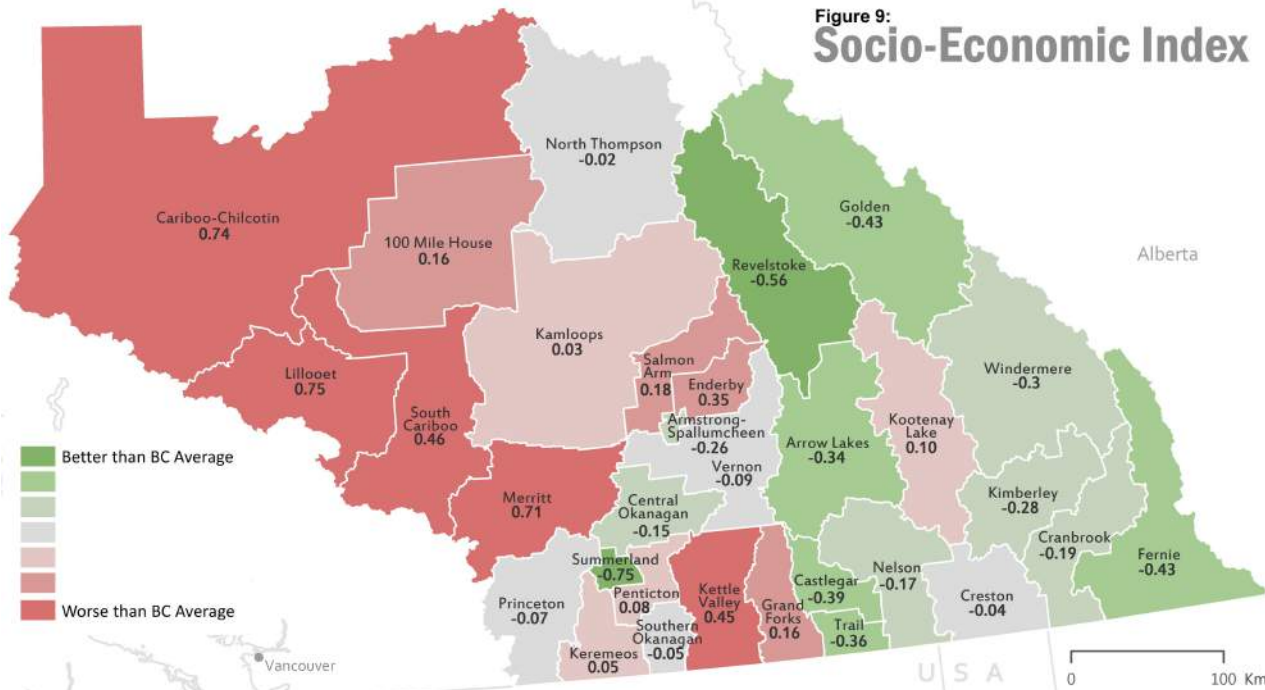 Figure 9:
Socio-Economic Index
North Thompson
-0.02
Cariboo-Chilcotin
0.74
100 Mile House
0.16
Golden
-0.43
Revelstoke
-0.56
Alberta
Kamloops
0.03
Salmon
Arm
0.18
Enderby
0.35
Lillooet
0.75
South
Cariboo
0.46
Windermere
-0.3
Kootenay
Lake
0.10
Armstrong-
Spallumcheen
-0.26
Arrow Lakes
-0.34
Vernon
-0.09
Better than BC Average
Merritt
0.71
Central
Okanagan
-0.15
Kimberley
-0.28
Cranbrook
-0.19
Fernie
-0.43
Summerland
-0.75
Nelson
-0.17
Castlegar
-0.39
Creston
-0.04
Worse than BC Average
Princeton
-0.07
Penticton
0.08
Kettle
Valley
0.45
Grand
Forks
0.16
Trail
-0.36
Southern
Okanagan
-0.05
Keremeos
0.05
Vancouver
USA
0 100 Km